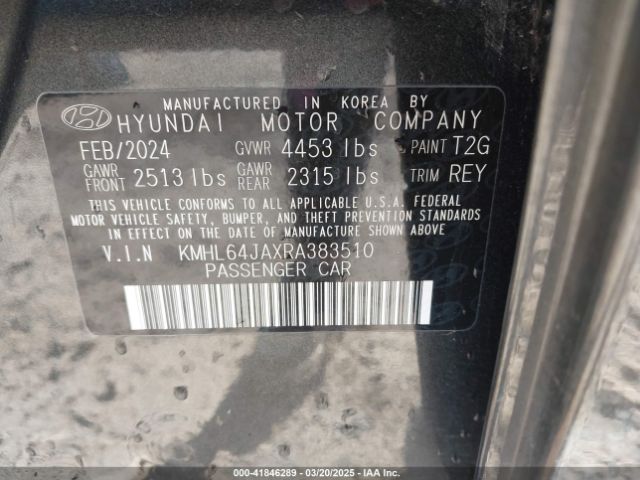 MANUFACTURED IN KOREA BY
HYUNDAI MOTOR COMPANY
FEB/2024 GVWR 4453 lbs PAINT T2G
GAWR FRONT 2513 lbs GAWR REAR 2315 lbs TRIM REY
THIS VEHICLE CONFORMS TO ALL APPLICABLE U.S.A. FEDERAL
MOTOR VEHICLE SAFETY, BUMPER, AND THEFT PREVENTION STANDARDS
IN EFFECT ON THE DATE OF MANUFACTURE SHOWN ABOVE
V.I.N KMHL64JAXRA383510
PASSENGER CAR
00-41846289 - 03/20/2025 - IAA Inc.